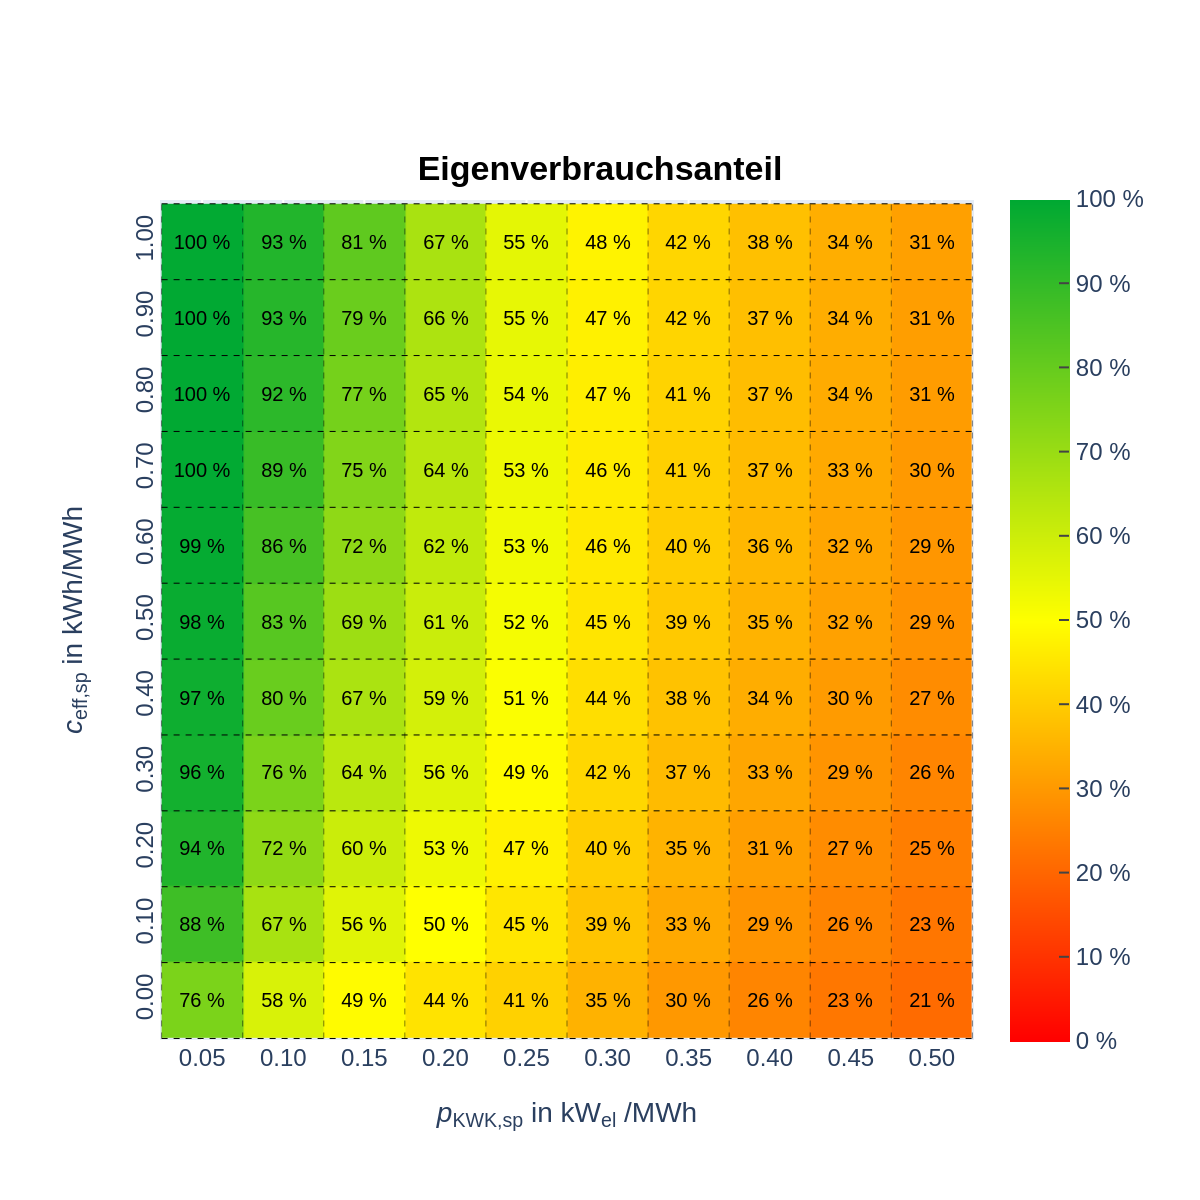 Eigenverbrauchsanteil
1.00 100 % 93 % 81 % 67 % 55 % 48 % 42 % 38 % 34 % 31 %
0.90 100 % 93 % 79 % 66 % 55 % 47 % 42 % 37 % 34 % 31 %
0.80 100 % 92 % 77 % 65 % 54 % 47 % 41 % 37 % 34 % 31 %
0.70 100 % 89 % 75 % 64 % 53 % 46 % 41 % 37 % 33 % 30 %
0.60 99 % 86 % 72 % 62 % 53 % 46 % 40 % 36 % 32 % 29 %
0.50 98 % 83 % 69 % 61 % 52 % 45 % 39 % 35 % 32 % 29 %
0.40 97 % 80 % 67 % 59 % 51 % 44 % 38 % 34 % 30 % 27 %
0.30 96 % 76 % 64 % 56 % 49 % 42 % 37 % 33 % 29 % 26 %
0.20 94 % 72 % 60 % 53 % 47 % 40 % 35 % 31 % 27 % 25 %
0.10 88 % 67 % 56 % 50 % 45 % 39 % 33 % 29 % 26 % 23 %
0.00 76 % 58 % 49 % 44 % 41 % 35 % 30 % 26 % 23 % 21 %
0.05 0.10 0.15 0.20 0.25 0.30 0.35 0.40 0.45 0.50
pKWK,sp in kWel /MWh
ceff,sp in kWh/MWh
100 %
90 %
80 %
70 %
60 %
50 %
40 %
30 %
20 %
10 %
0 %